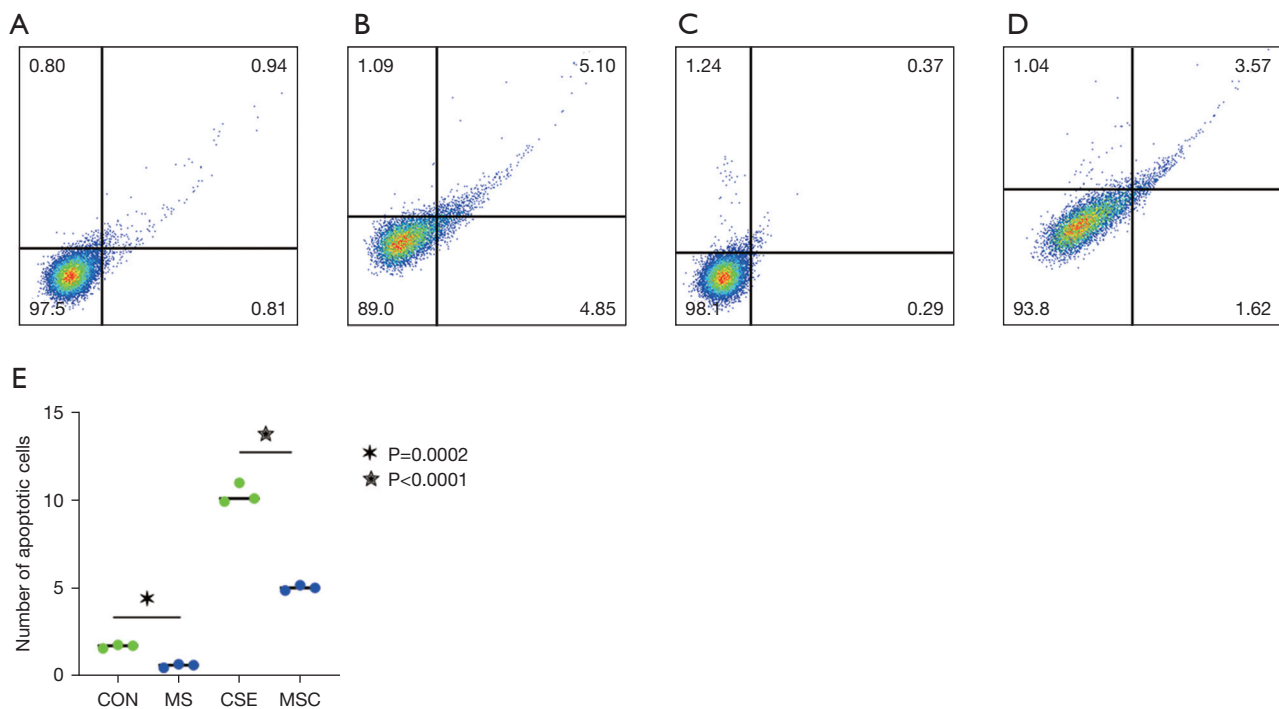 A
B
C
D
0.80
0.94
1.09
5.10
1.24
0.37
1.04
3.57
97.5
0.81
89.0
4.85
98.1
0.29
93.8
1.62
E
15
10
5
0
Number of apoptotic cells
P=0.0002
P<0.0001
CON
MS
CSE
MSC